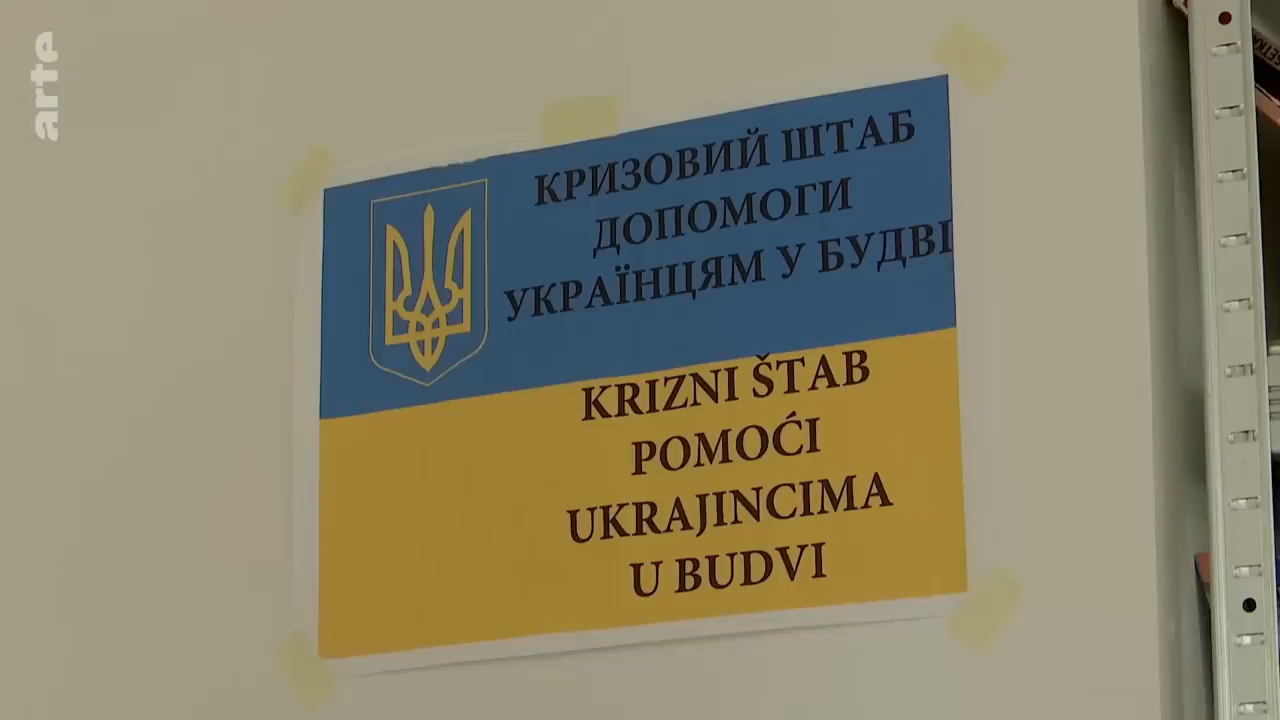 arte
КРИЗОВИЙ ШТАБ
ДОПОМОГИ
УКРАЇНЦЯМ У БУДВІ
KRIZNI ŠTAB
POMOĆI
UKRAJINCIMA
U BUDVI